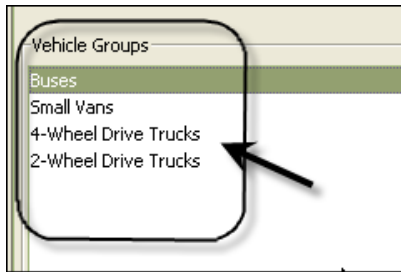 Vehicle Groups
Buses
Small Vans
4-Wheel Drive Trucks
2-Wheel Drive Trucks